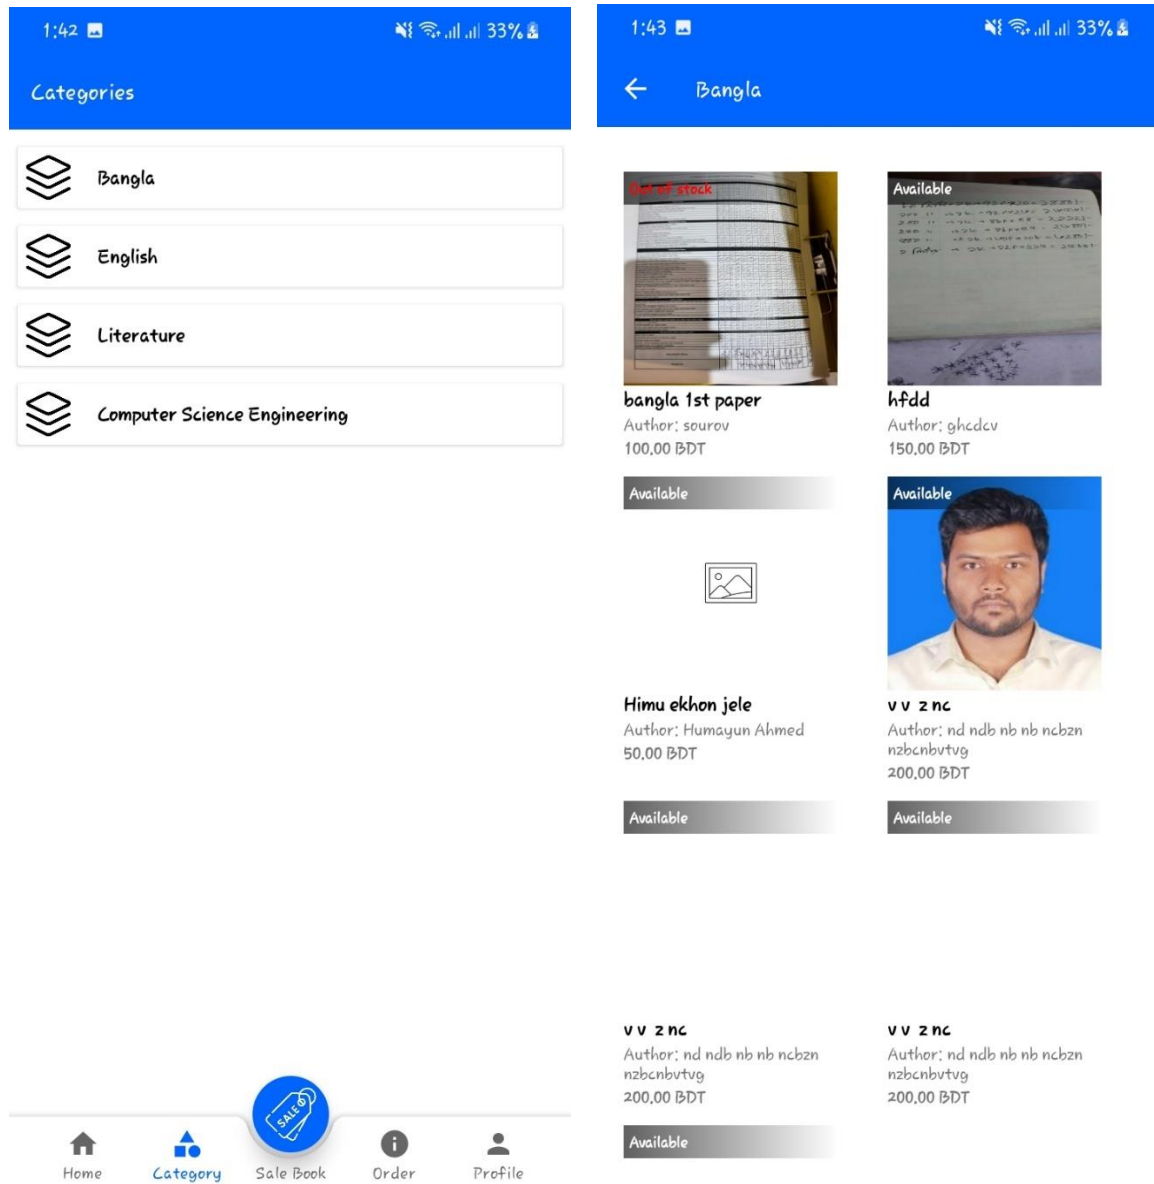 1:42
33%
Categories
Bangla
English
Literature
Computer Science Engineering
Home
Category
SALE
Sale Book
Order
Profile
1:43
33%
Bangla
Out of stock
Available
bangla 1st paper
hfdd
Author: sourov
Author: ghcdcv
100.00 BDT
150.00 BDT
Available
Available
Himu ekhon jele
v v z nc
Author: Humayun Ahmed
Author: nd ndb nb nb ncbzn
nzbcnbvtvg
50.00 BDT
200.00 BDT
Available
Available
v v z nc
v v z nc
Author: nd ndb nb nb ncbzn
nzbcnbvtvg
Author: nd ndb nb nb ncbzn
nzbcnbvtvg
200.00 BDT
200.00 BDT
Available